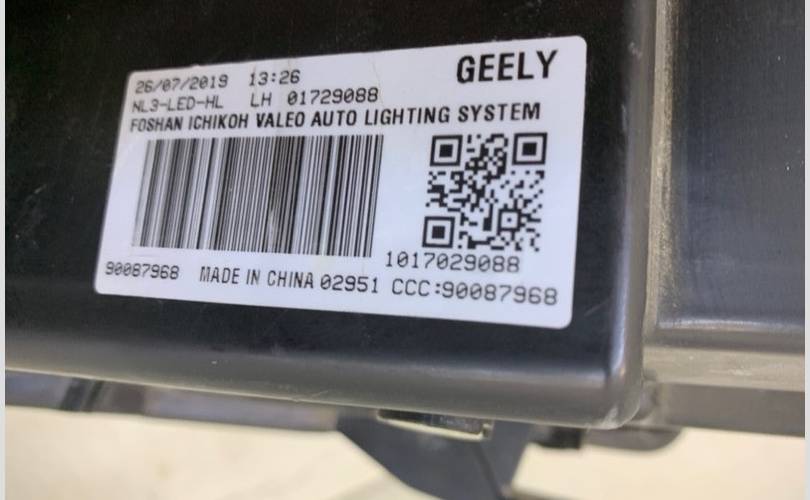 26/07/2019 13:26
GEELY
NL3-LED-HL LH 01729088
FOSHAN ICHIKOH VALEO AUTO LIGHTING SYSTEM
1017029088
90087968 MADE IN CHINA 02951 CCC:90087968